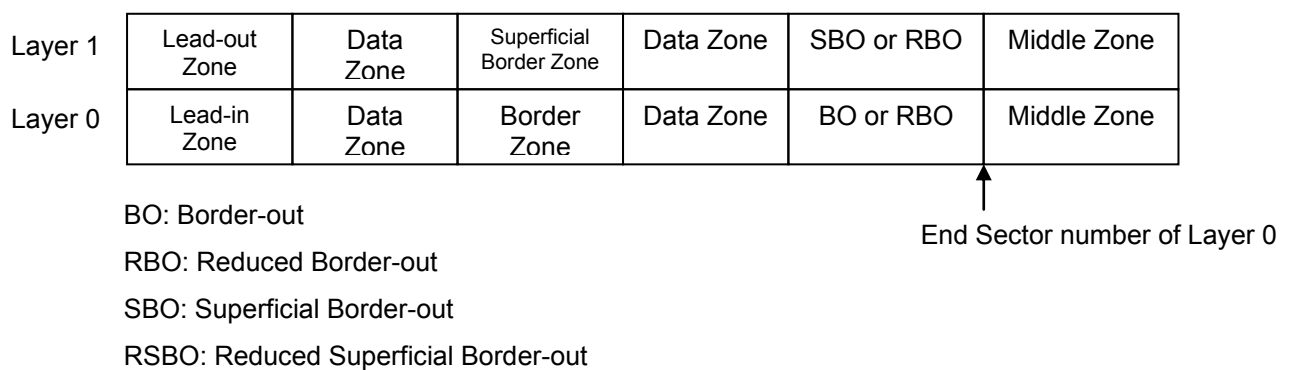 Layer 1
Lead-out
Zone
Data
Zone
Superficial
Border Zone
Data Zone
SBO or RBO
Middle Zone
Layer 0
Lead-in
Zone
Data
Zone
Border
Zone
Data Zone
BO or RBO
Middle Zone
BO: Border-out
End Sector number of Layer 0
RBO: Reduced Border-out
SBO: Superficial Border-out
RSBO: Reduced Superficial Border-out